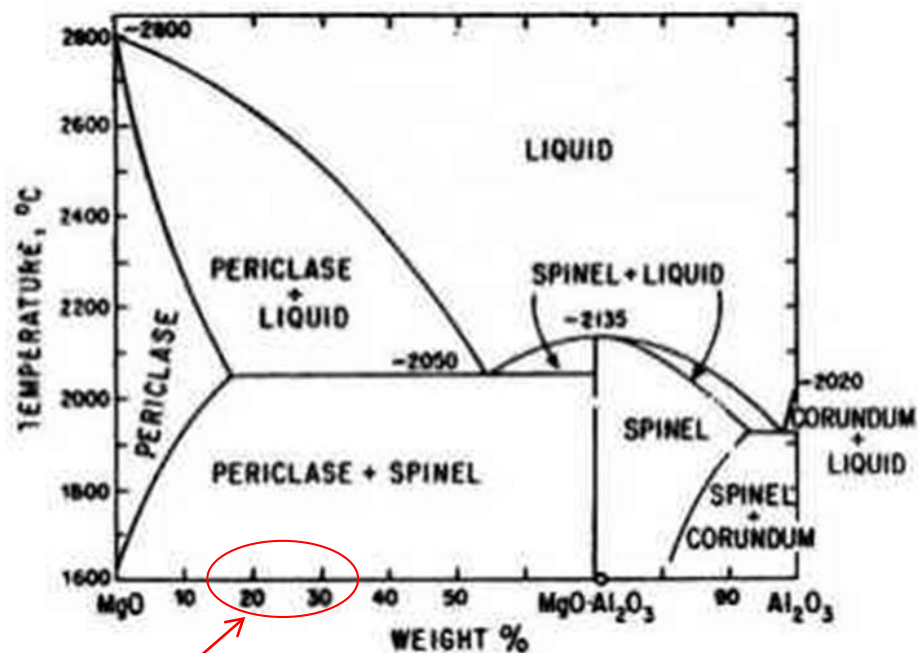 2800
-2800
2600
LIQUID
2400
PERICLASE
+
LIQUID
SPINEL + LIQUID
2200
-2135
-2050
-2020
2000
CORUNDUM
+
LIQUID
PERICLASE
SPINEL
PERICLASE + SPINEL
1800
SPINEL
+
CORUNDUM
1600
MgO 10 20 30 40 50 MgO·Al₂O₃ 90 Al₂O₃
WEIGHT %
TEMPERATURE, °C